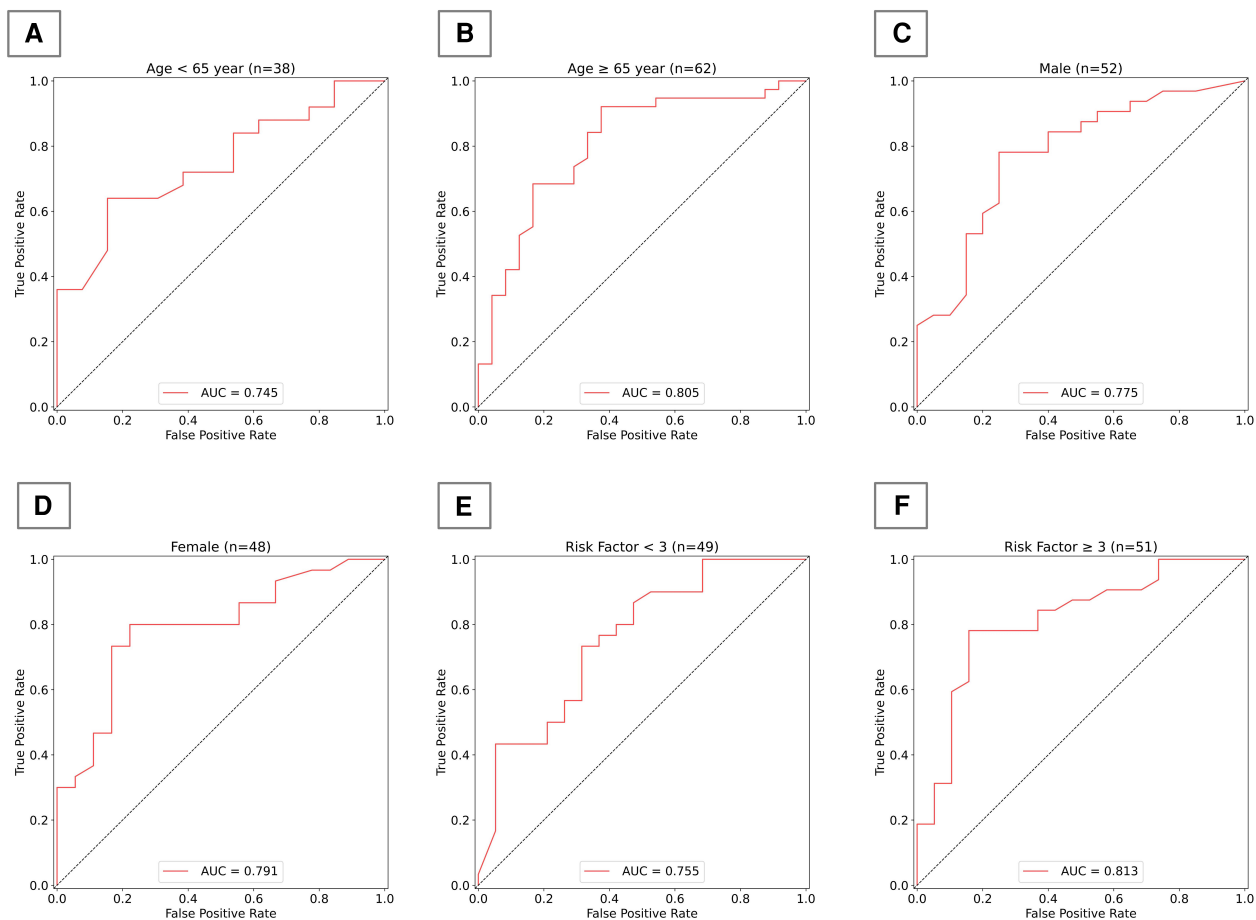 A
B
C
Age < 65 year (n=38)
Age ≥ 65 year (n=62)
Male (n=52)
True Positive Rate
1.0
0.8
0.6
0.4
0.2
0.0
AUC = 0.745
0.0 0.2 0.4 0.6 0.8 1.0
False Positive Rate
True Positive Rate
1.0
0.8
0.6
0.4
0.2
0.0
AUC = 0.805
0.0 0.2 0.4 0.6 0.8 1.0
False Positive Rate
True Positive Rate
1.0
0.8
0.6
0.4
0.2
0.0
AUC = 0.775
0.0 0.2 0.4 0.6 0.8 1.0
False Positive Rate
D
E
F
Female (n=48)
Risk Factor < 3 (n=49)
Risk Factor ≥ 3 (n=51)
True Positive Rate
1.0
0.8
0.6
0.4
0.2
0.0
AUC = 0.791
0.0 0.2 0.4 0.6 0.8 1.0
False Positive Rate
True Positive Rate
1.0
0.8
0.6
0.4
0.2
0.0
AUC = 0.755
0.0 0.2 0.4 0.6 0.8 1.0
False Positive Rate
True Positive Rate
1.0
0.8
0.6
0.4
0.2
0.0
AUC = 0.813
0.0 0.2 0.4 0.6 0.8 1.0
False Positive Rate